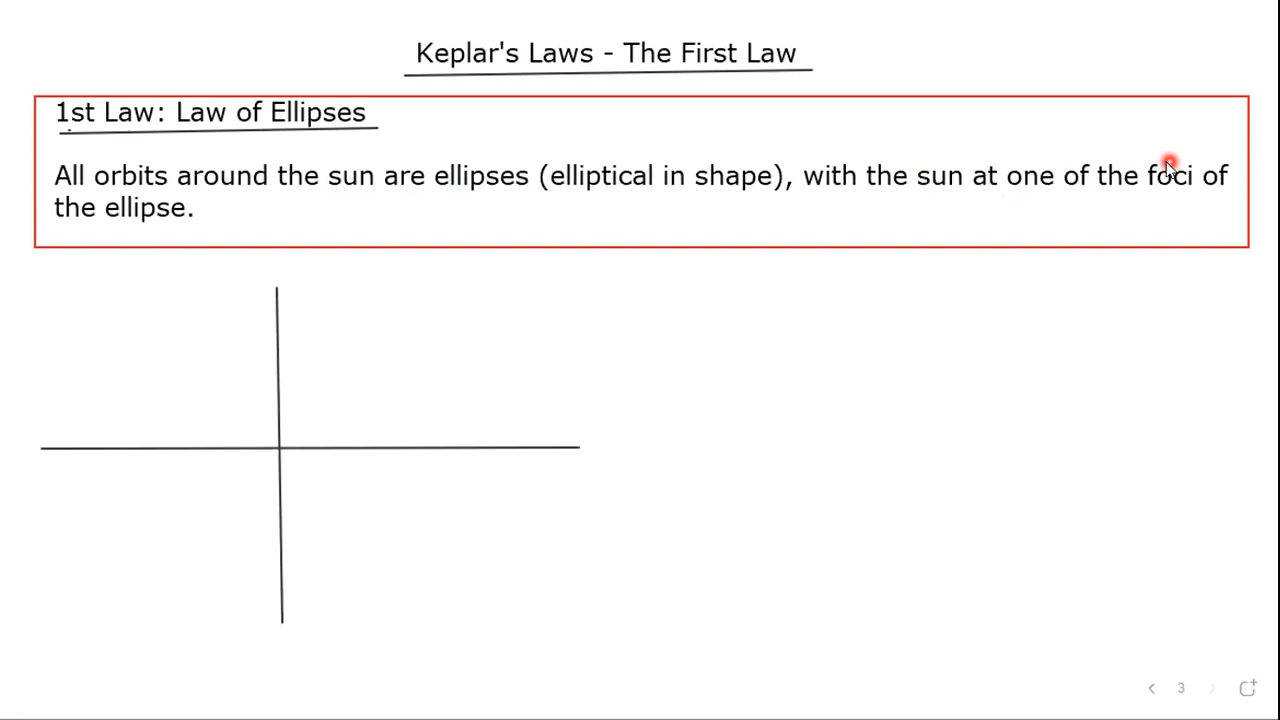 Keplar's Laws - The First Law
1st Law: Law of Ellipses
All orbits around the sun are ellipses (elliptical in shape), with the sun at one of the foci of
the ellipse.
3